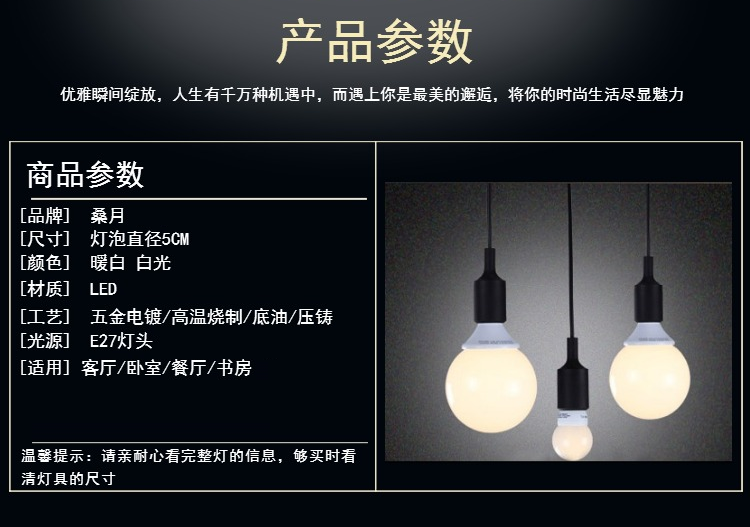 产品参数
优雅瞬间绽放，人生有千万种机遇中，而遇上你是最美的邂逅，将你的时尚生活尽显魅力
商品参数
[品牌] 桑月
[尺寸] 灯泡直径5CM
[颜色] 暖白 白光
[材质] LED
[工艺] 五金电镀/高温烧制/底油/压铸
[光源] E27灯头
[适用] 客厅/卧室/餐厅/书房
温馨提示：请亲耐心看完整灯的信息，够买时看
清灯具的尺寸